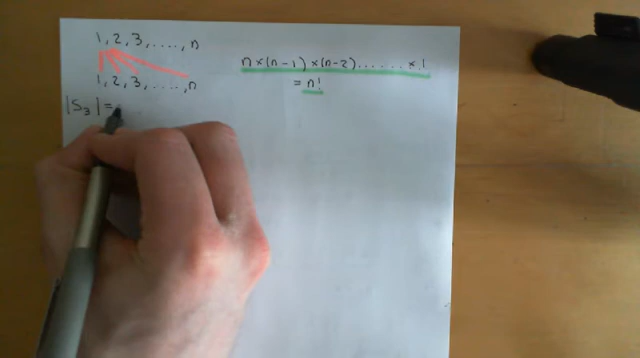 1, 2, 3, ....., n
1, 2, 3, ....., n
|S₃| =
n × (n-1) × (n-2) ...... × 1
= n!